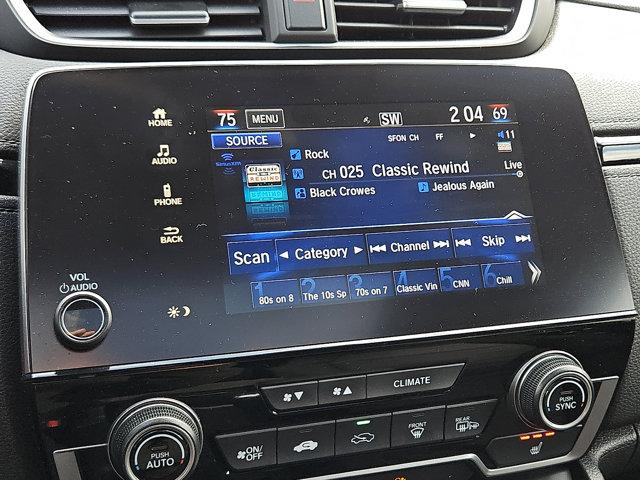 75 MENU SW 2 04 69
HOME
SOURCE
SFON CH FF
11
AUDIO
SiriusXM
Classic
REWIND
Rock
CH 025 Classic Rewind
Live
Black Crowes
Jealous Again
PHONE
BACK
Scan Category Channel Skip
1 80s on 8
2 The 10s Sp
3 70s on 7
4 Classic Vin
5 CNN
6 Chill
VOL
AUDIO
CLIMATE
PUSH
AUTO
ON/
OFF
FRONT
REAR
PUSH
SYNC